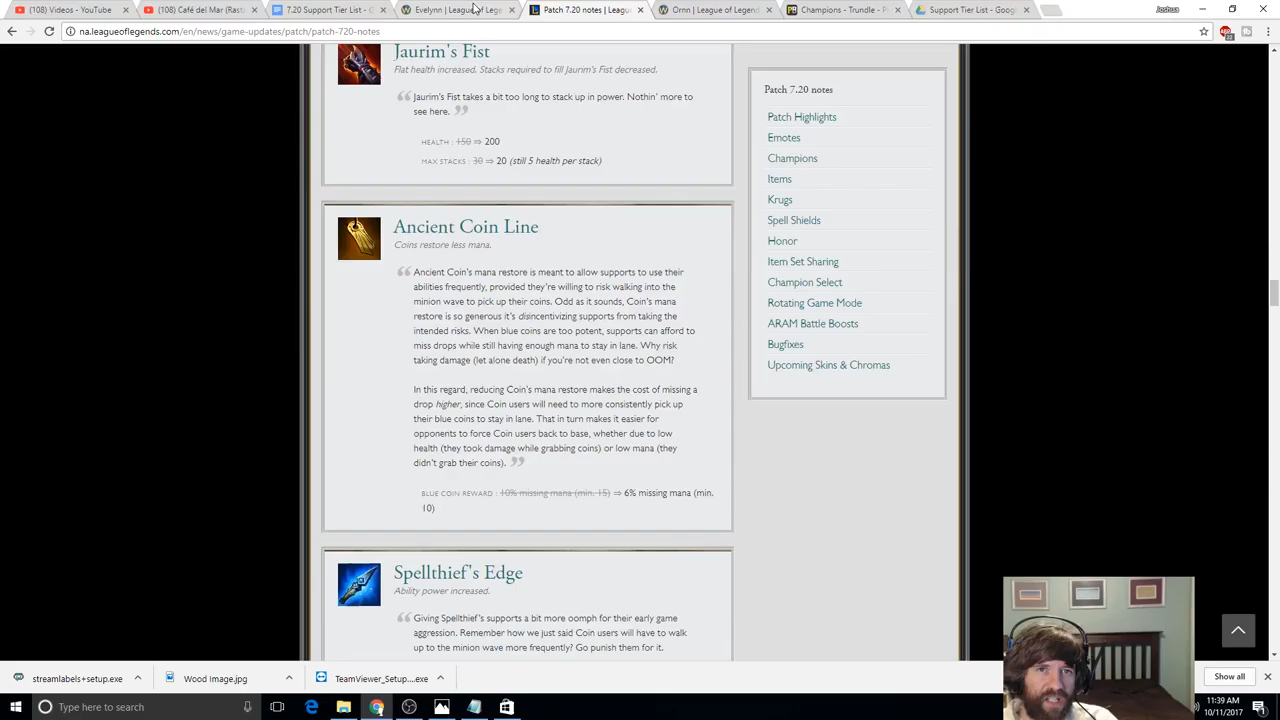 (108) Videos - YouTube
(108) Café del Mar (Rast
7.20 Support Tier List - G
Evelynn | League of Lege
Patch 7.20 notes | Leagu
Ornn | League of Legend
Champions - Trundle - P
Support Tier List - Goog
Joshua
na.leagueoflegends.com/en/news/game-updates/patch/patch-720-notes
Jaurim's Fist
Flat health increased. Stacks required to fill Jaurim's Fist decreased.
Jaurim's Fist takes a bit too long to stack up in power. Nothin' more to
see here.
HEALTH : 150 ⇒ 200
MAX STACKS : 30 ⇒ 20 (still 5 health per stack)
Ancient Coin Line
Coins restore less mana.
Ancient Coin's mana restore is meant to allow supports to use their
abilities frequently, provided they're willing to risk walking into the
minion wave to pick up their coins. Odd as it sounds, Coin's mana
restore is so generous it's disincentivizing supports from taking the
intended risks. When blue coins are too potent, supports can afford to
miss drops while still having enough mana to stay in lane. Why risk
taking damage (let alone death) if you're not even close to OOM?
In this regard, reducing Coin's mana restore makes the cost of missing a
drop higher, since Coin users will need to more consistently pick up
their blue coins to stay in lane. That in turn makes it easier for
opponents to force Coin users back to base, whether due to low
health (they took damage while grabbing coins) or low mana (they
didn't grab their coins).
BLUE COIN REWARD : 10% missing mana (min. 15) ⇒ 6% missing mana (min.
10)
Spellthief's Edge
Ability power increased.
Giving Spellthief's supports a bit more oomph for their early game
aggression. Remember how we just said Coin users will have to walk
up to the minion wave more frequently? Go punish them for it.
Patch 7.20 notes
Patch Highlights
Emotes
Champions
Items
Krugs
Spell Shields
Honor
Item Set Sharing
Champion Select
Rotating Game Mode
ARAM Battle Boosts
Bugfixes
Upcoming Skins & Chromas
streamlabels+setup.exe
Wood Image.jpg
TeamViewer_Setup....exe
Show all
Type here to search
11:39 AM
10/11/2017